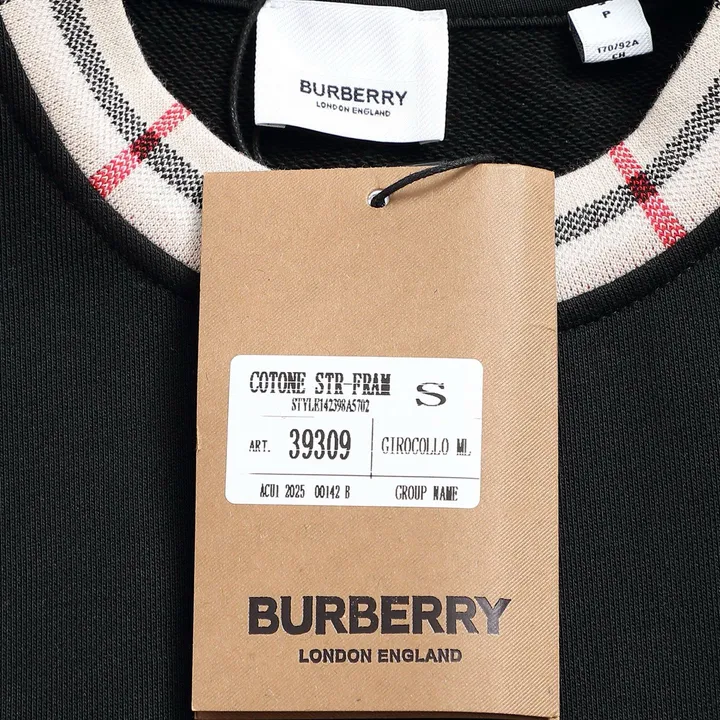 BURBERRY
LONDON ENGLAND
P
170/92A
CH
COTONE STR-FRAM
S
STYLE142398A5702
ART. 39309
GIROCOLLO ML
ACU1 2025 00142 B
GROUP NAME
BURBERRY
LONDON ENGLAND